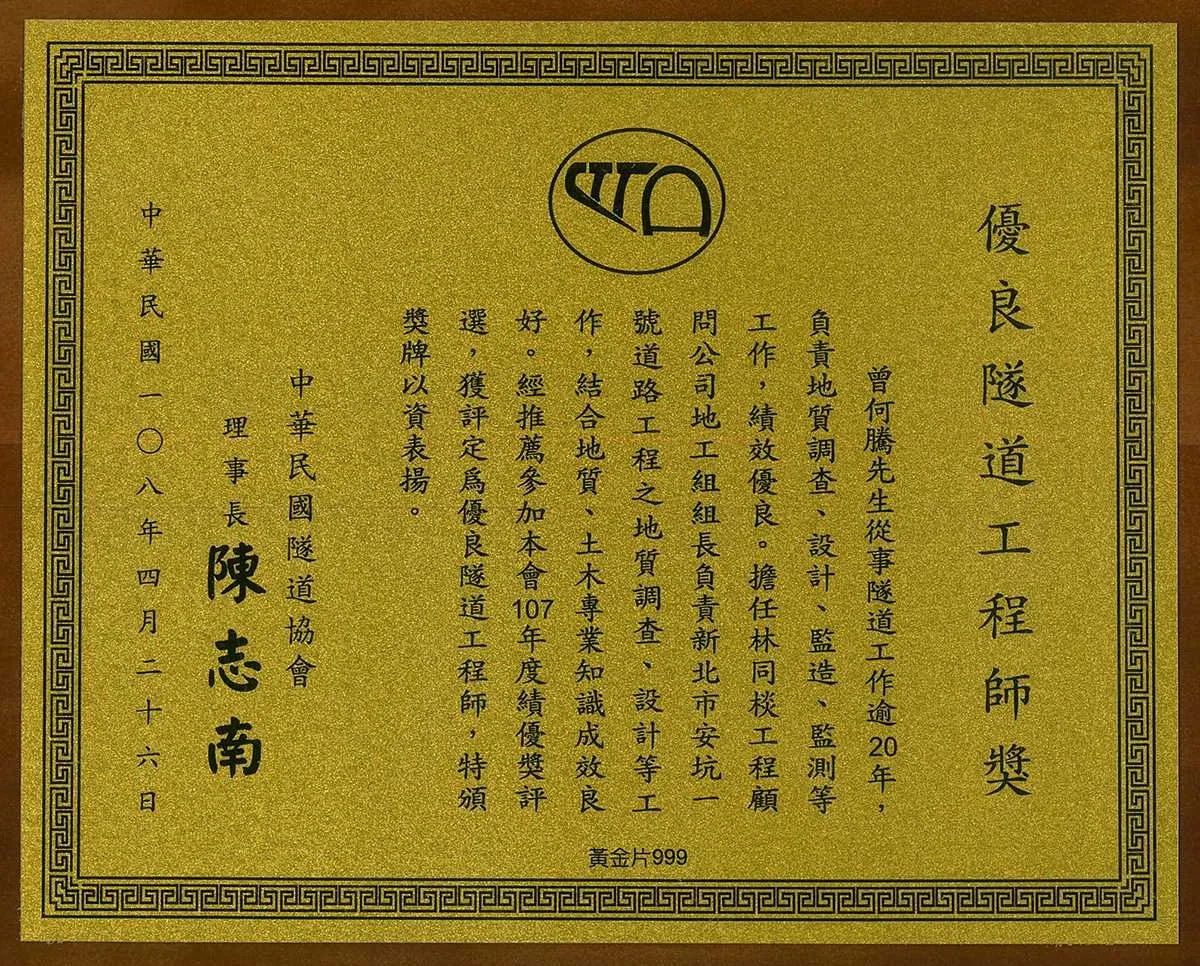 優良隧道工程師獎
曾何騰先生從事隧道工作逾20年，
負責地質調查、設計、監造、監測等
工作，績效優良。擔任林同棪工程顧
問公司地工組組長負責新北市安坑一
號道路工程之地質調查、設計等工
作，結合地質、土木專業知識成效良
好。經推薦參加本會107年度績優獎評
選，獲評定為優良隧道工程師，特頒
獎牌以資表揚。
中華民國隧道協會
理事長 陳志南
中華民國一〇八年四月二十六日
黃金片999